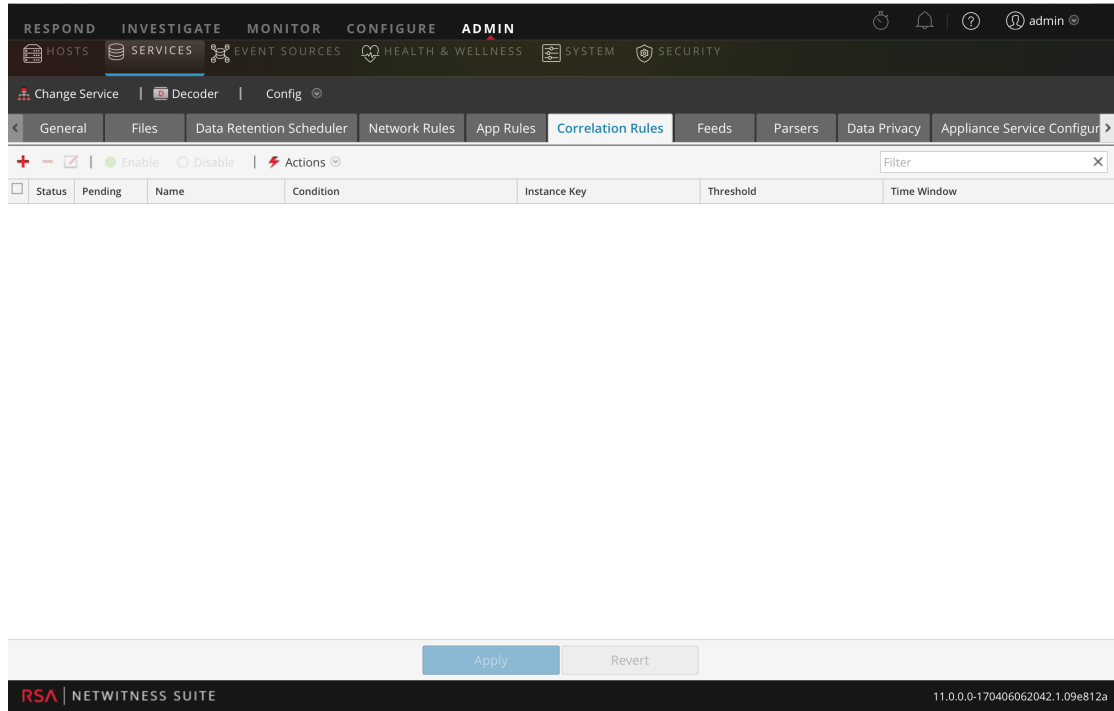 RESPOND INVESTIGATE MONITOR CONFIGURE ADMIN
admin
HOSTS SERVICES EVENT SOURCES HEALTH & WELLNESS SYSTEM SECURITY
Change Service | Decoder | Config
General Files Data Retention Scheduler Network Rules App Rules Correlation Rules Feeds Parsers Data Privacy Appliance Service Configur
Enable Disable | Actions Filter
Status Pending Name Condition Instance Key Threshold Time Window
Apply Revert
RSA | NETWITNESS SUITE 11.0.0.0-170406062042.1.09e812a